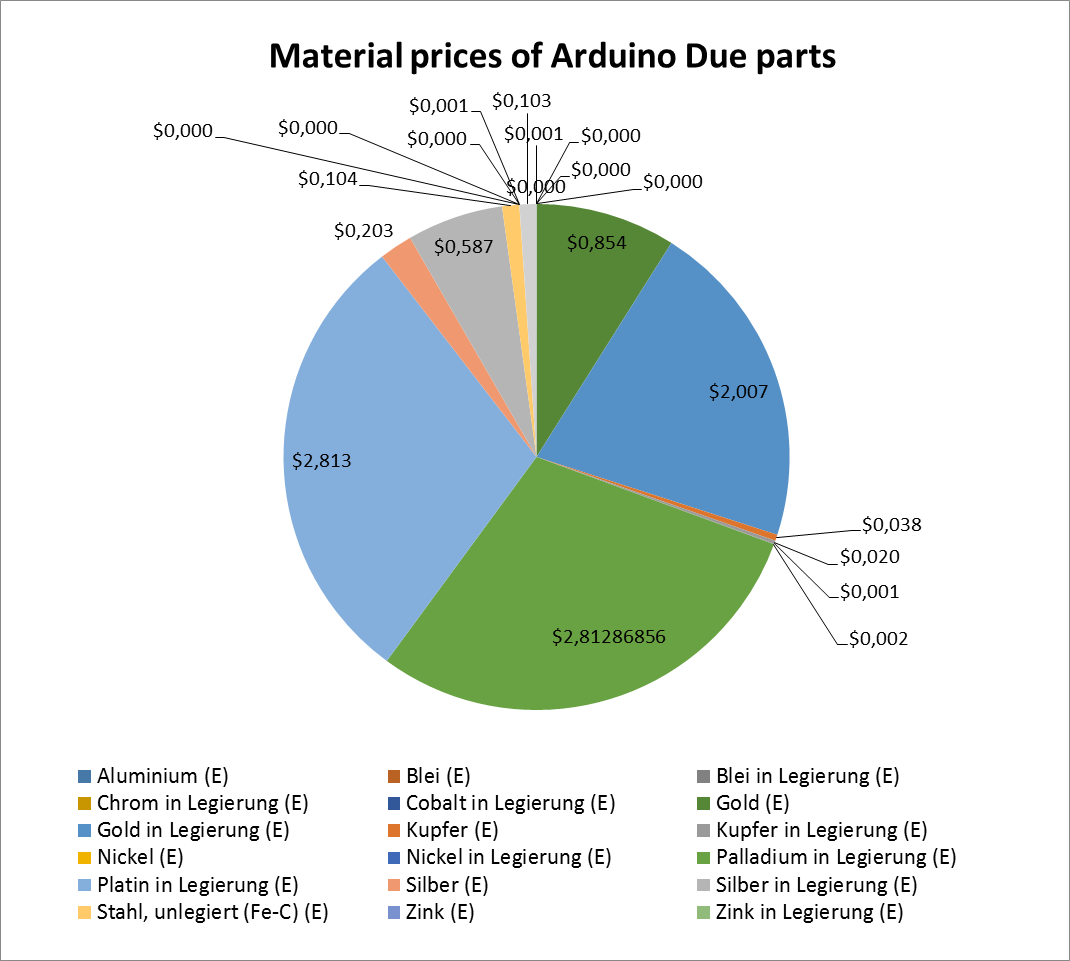 Material prices of Arduino Due parts
$0,001 $0,103
$0,000 $0,000 $0,000 $0,001 $0,000
$0,104 $0,000 $0,000 $0,000
$0,203 $0,587 $0,854
$2,007
$2,813
$0,038
$0,020
$0,001
$2,81286856 $0,002
Aluminium (E) Blei (E) Blei in Legierung (E)
Chrom in Legierung (E) Cobalt in Legierung (E) Gold (E)
Gold in Legierung (E) Kupfer (E) Kupfer in Legierung (E)
Nickel (E) Nickel in Legierung (E) Palladium in Legierung (E)
Platin in Legierung (E) Silber (E) Silber in Legierung (E)
Stahl, unlegiert (Fe-C) (E) Zink (E) Zink in Legierung (E)